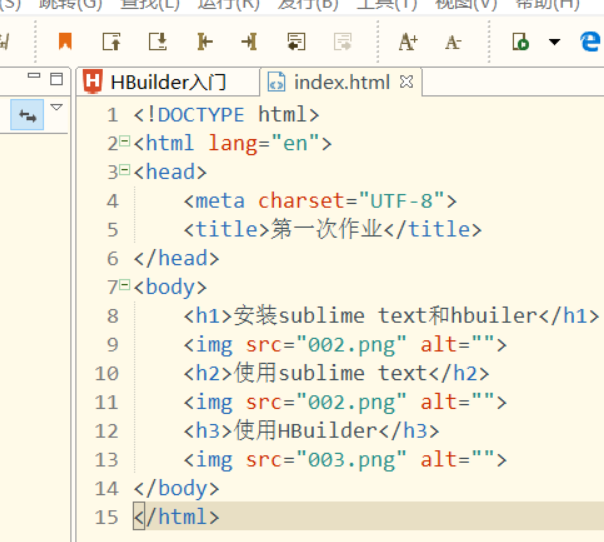 跳转(G) 查找(L) 运行(R) 发行(B) 工具(T) 视图(V) 帮助(H)
HBuilder入门 index.html
1 <!DOCTYPE html>
2 <html lang="en">
3 <head>
4 <meta charset="UTF-8">
5 <title>第一次作业</title>
6 </head>
7 <body>
8 <h1>安装sublime text和hbuiler</h1>
9 <img src="002.png" alt="">
10 <h2>使用sublime text</h2>
11 <img src="002.png" alt="">
12 <h3>使用HBuilder</h3>
13 <img src="003.png" alt="">
14 </body>
15 </html>